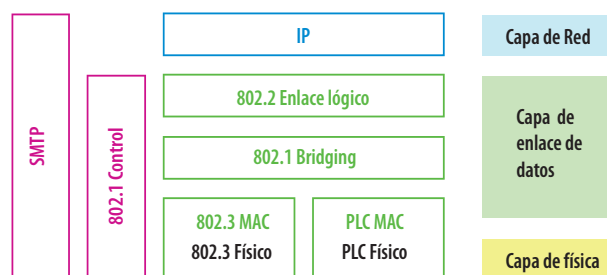 SMTP
802.1 Control
IP
802.2 Enlace lógico
802.1 Bridging
802.3 MAC
802.3 Físico
PLC MAC
PLC Físico
Capa de Red
Capa de
enlace de
datos
Capa de física